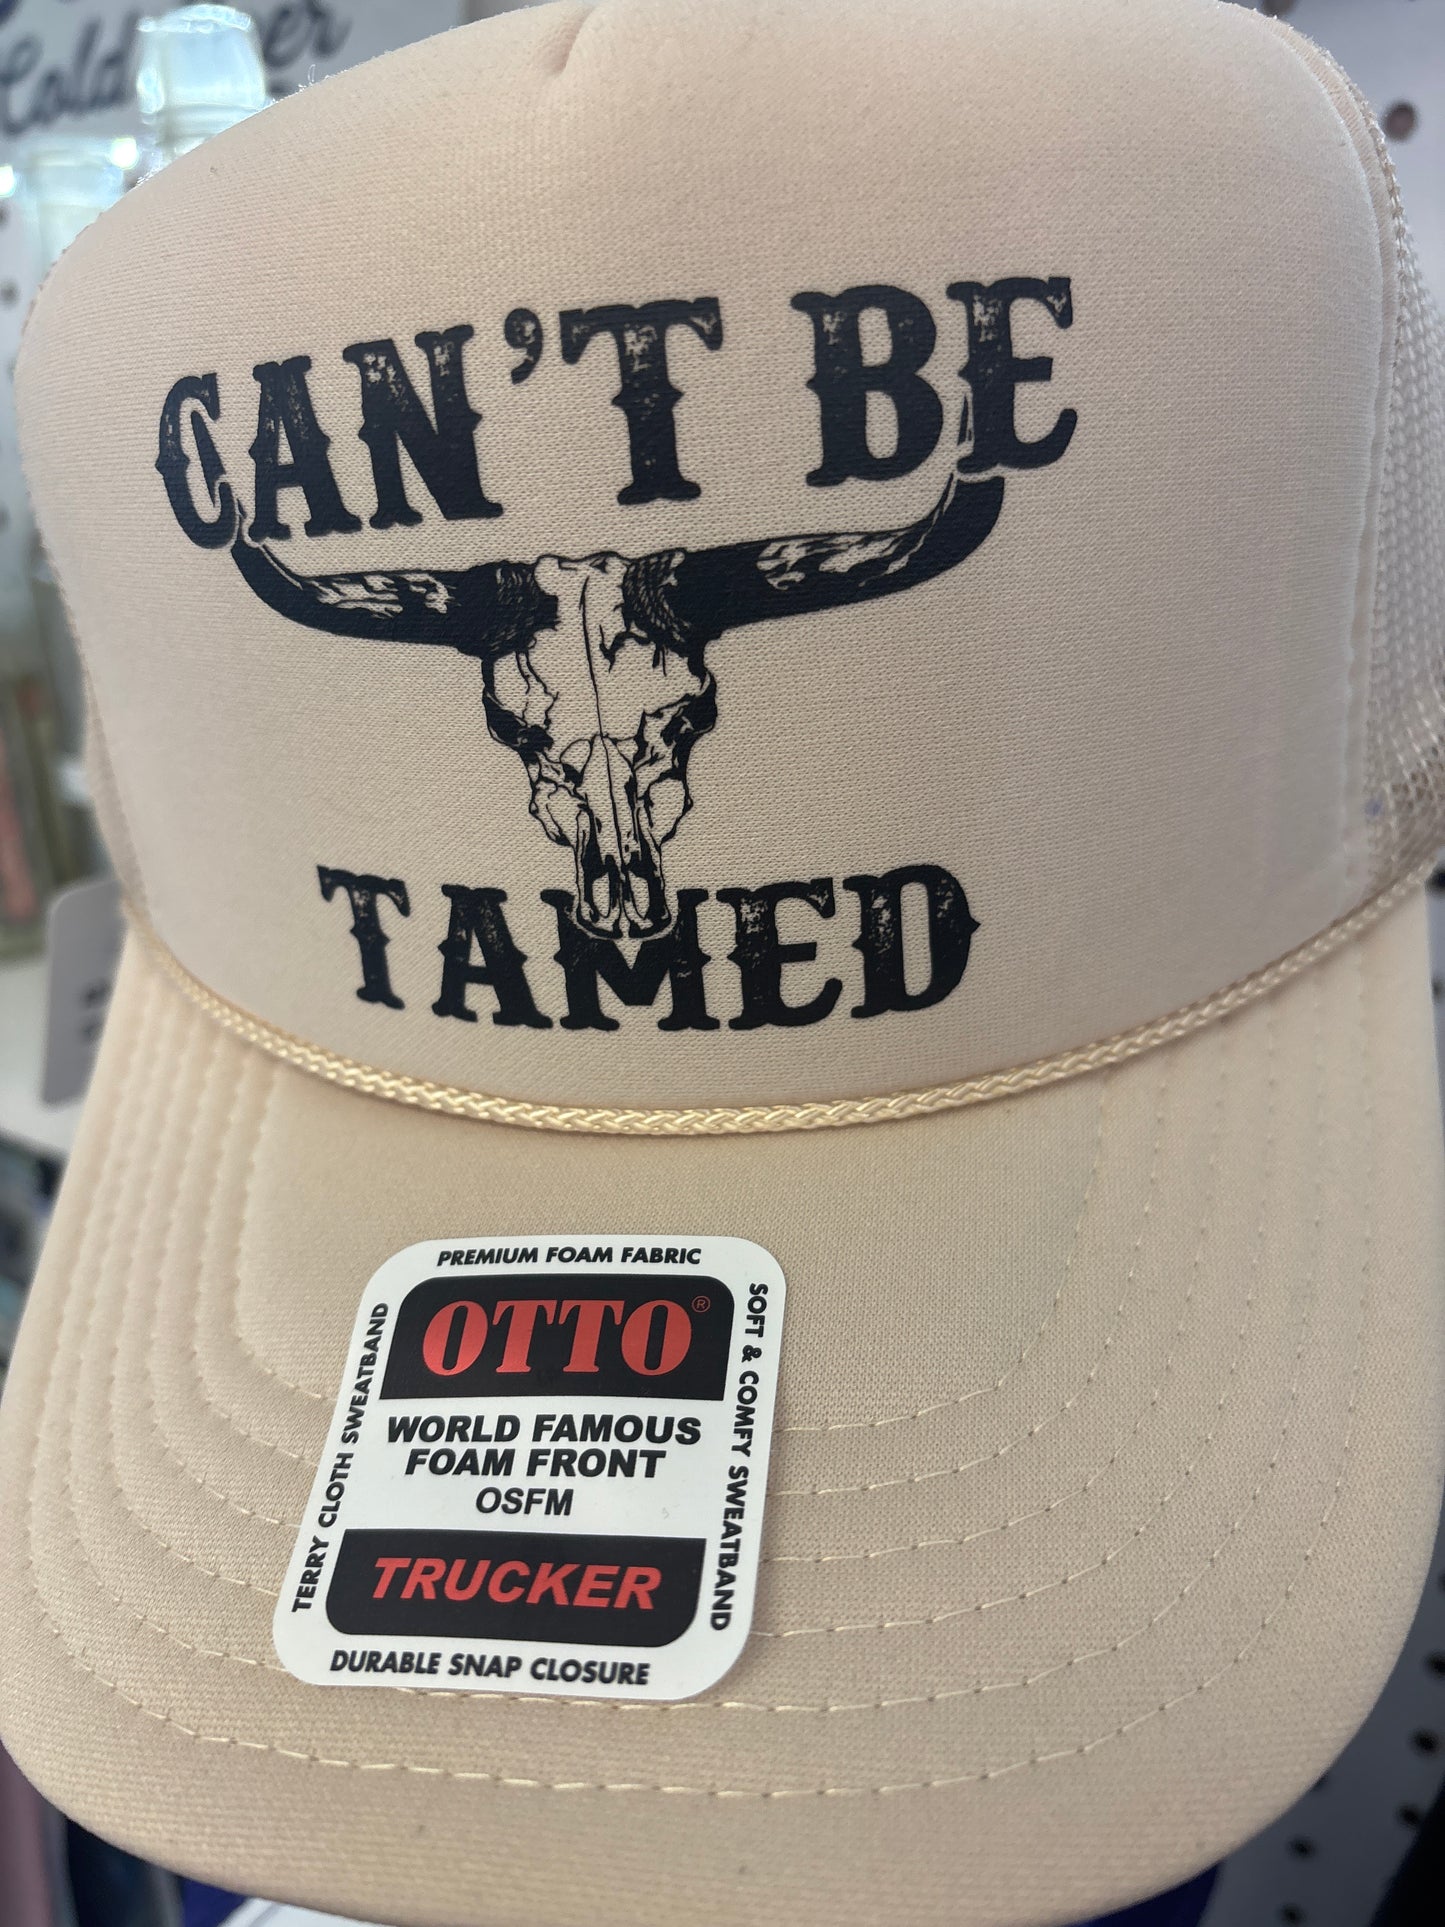 CAN'T BE
TAMED
PREMIUM FOAM FABRIC
OTTO®
WORLD FAMOUS
FOAM FRONT
OSFM
TRUCKER
DURABLE SNAP CLOSURE
TERRY CLOTH SWEATBAND
SOFT & COMFY SWEATBAND